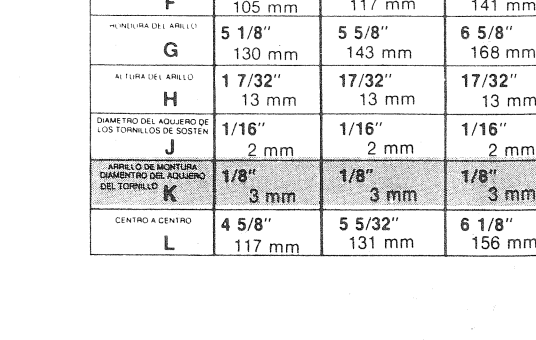 F 105 mm 117 mm 141 mm
HONDURA DEL ARILLO
G
5 1/8" 5 5/8" 6 5/8"
130 mm 143 mm 168 mm
ALTURA DEL ARILLO
H
1 7/32" 17/32" 17/32"
13 mm 13 mm 13 mm
DIAMETRO DEL AQUJERO DE
LOS TORNILLOS DE SOSTEN
J
1/16" 1/16" 1/16"
2 mm 2 mm 2 mm
ARRILLO DE MONTURA
DIAMENTRO DEL AQUJERO
DEL TORNILLO K
1/8" 1/8" 1/8"
3 mm 3 mm 3 mm
CENTRO A CENTRO
L
4 5/8" 5 5/32" 6 1/8"
117 mm 131 mm 156 mm